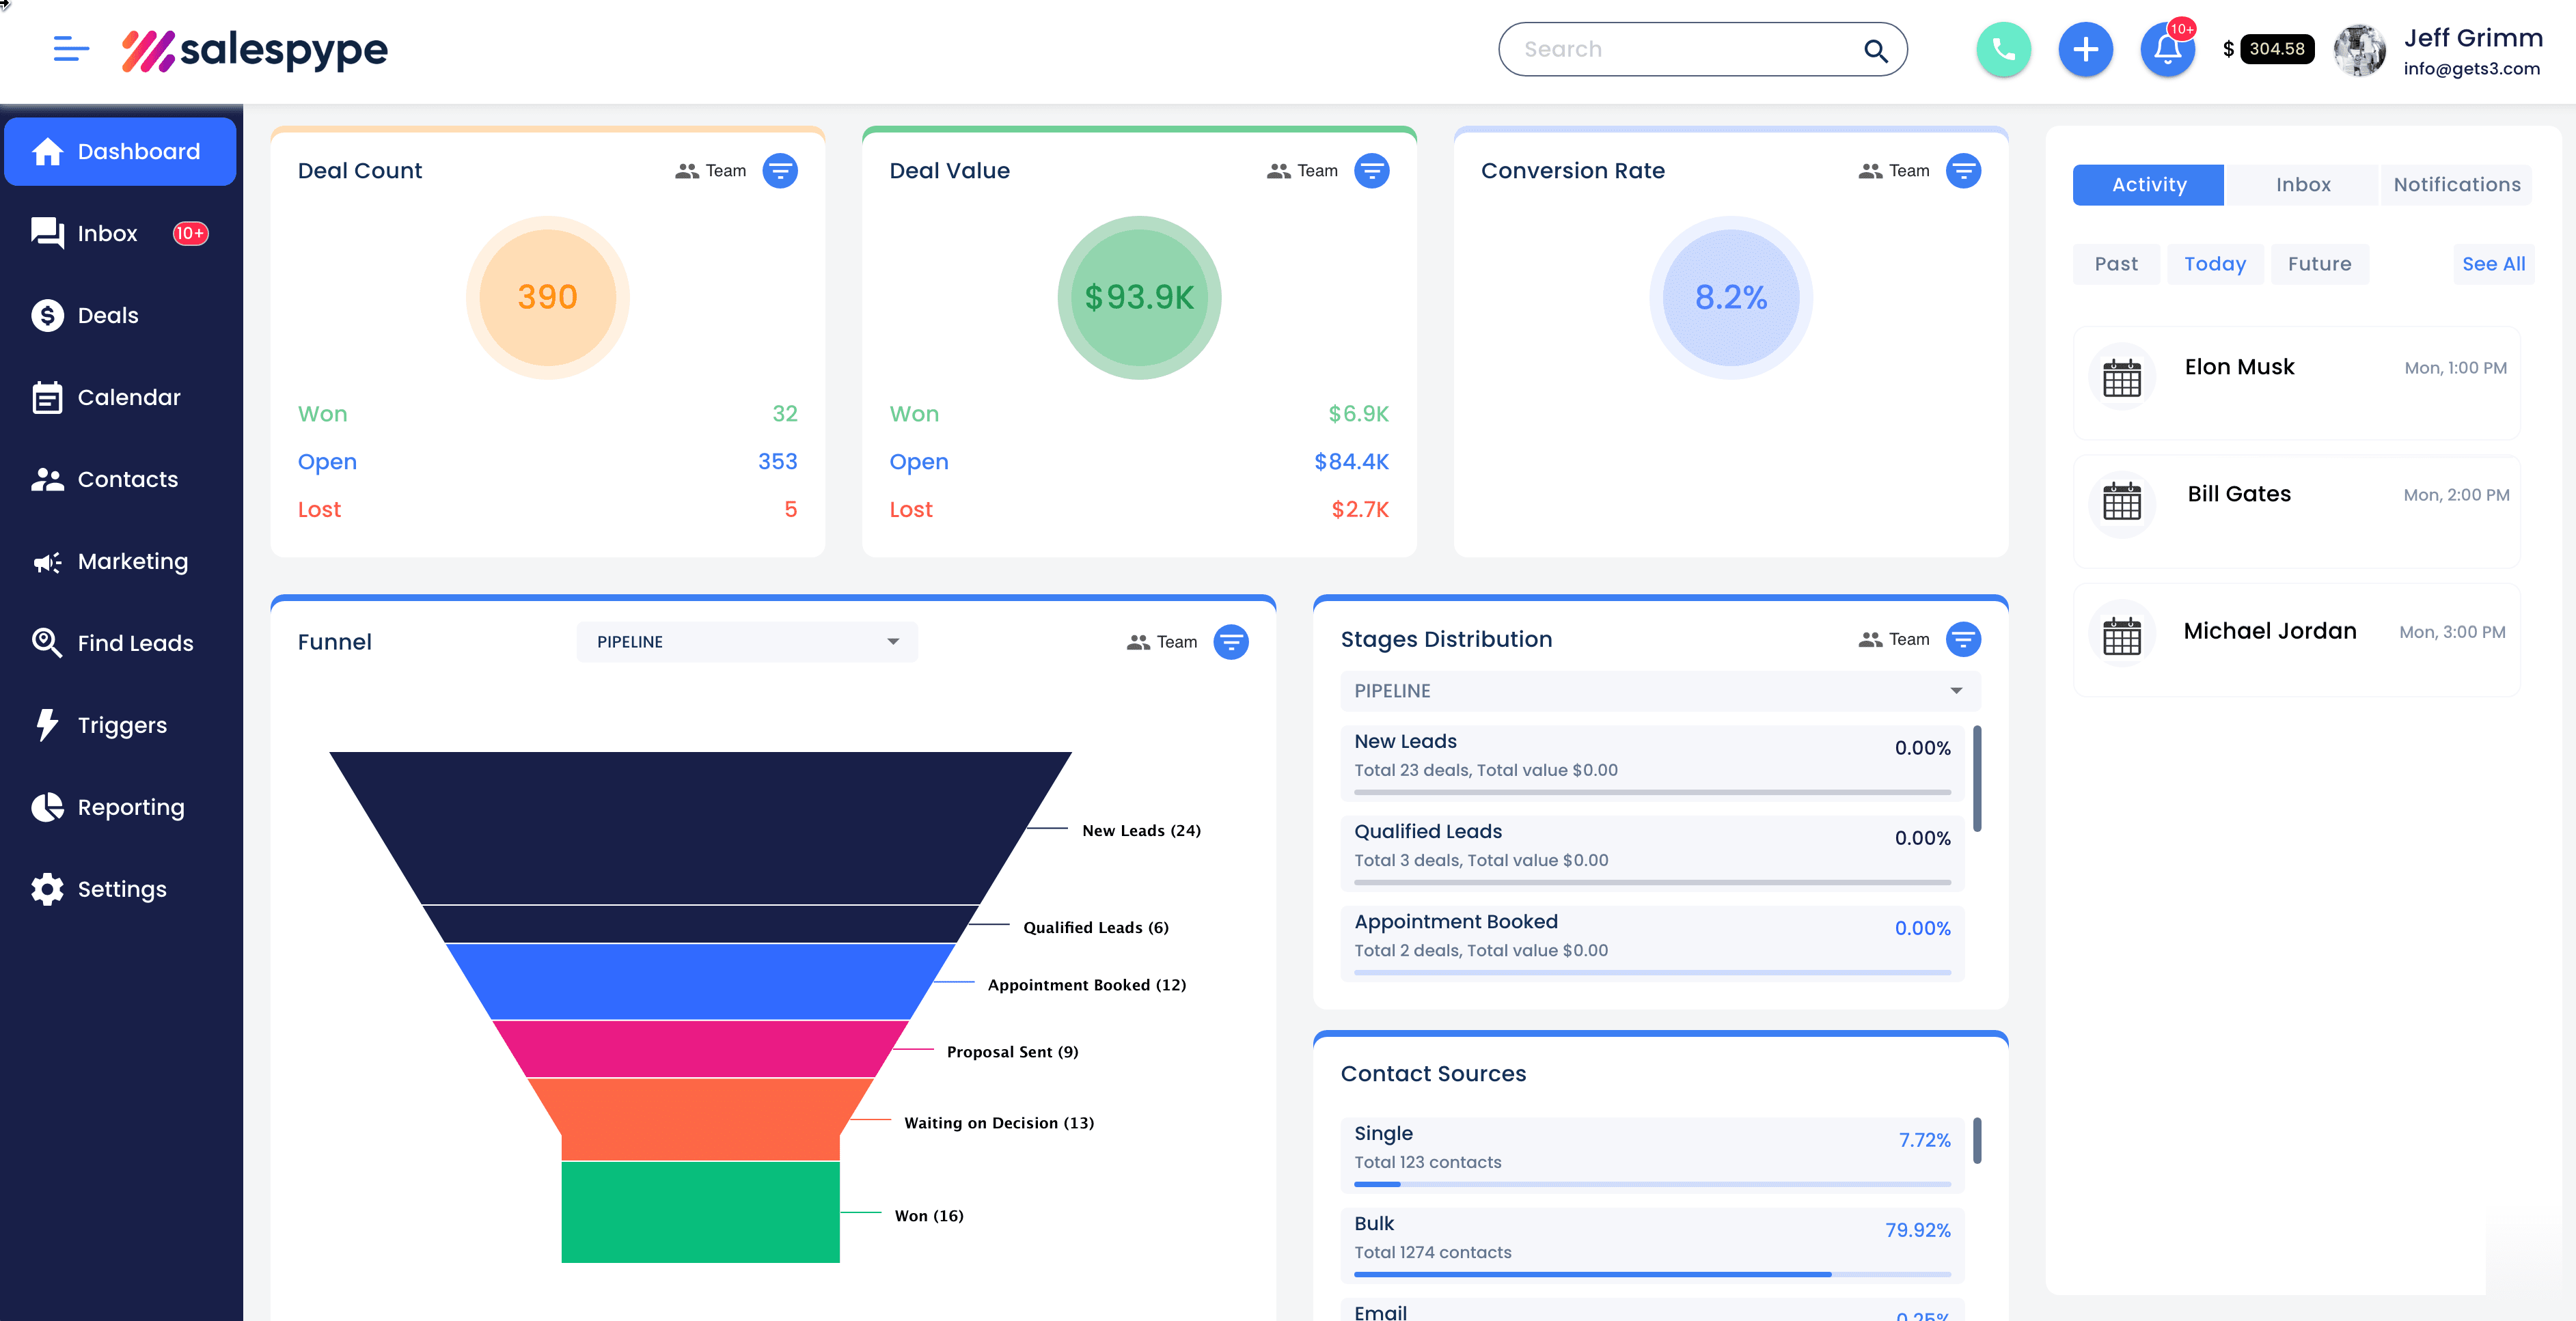 salespype
Search
10+
$ 304.58
Jeff Grimm
info@gets3.com
Dashboard
Inbox 10+
Deals
Calendar
Contacts
Marketing
Find Leads
Triggers
Reporting
Settings
Deal Count Team
390
Won 32
Open 353
Lost 5
Deal Value Team
$93.9K
Won $6.9K
Open $84.4K
Lost $2.7K
Conversion Rate Team
8.2%
Funnel PIPELINE Team
New Leads (24)
Qualified Leads (6)
Appointment Booked (12)
Proposal Sent (9)
Waiting on Decision (13)
Won (16)
Stages Distribution Team
PIPELINE
New Leads 0.00%
Total 23 deals, Total value $0.00
Qualified Leads 0.00%
Total 3 deals, Total value $0.00
Appointment Booked 0.00%
Total 2 deals, Total value $0.00
Contact Sources
Single 7.72%
Total 123 contacts
Bulk 79.92%
Total 1274 contacts
Email 0.25%
Activity Inbox Notifications
Past Today Future See All
Elon Musk Mon, 1:00 PM
Bill Gates Mon, 2:00 PM
Michael Jordan Mon, 3:00 PM